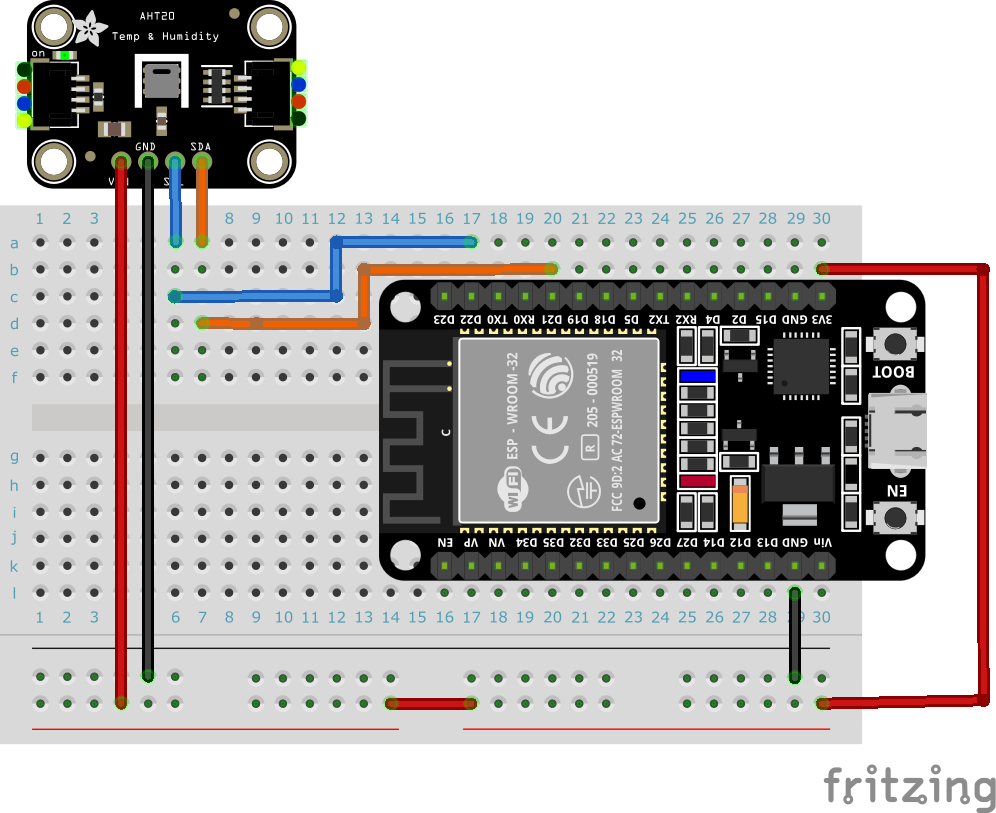 AHT20
Temp & Humidity
on
GND
SDA
1 2 3 8 9 10 11 12 13 14 15 16 17 18 19 20 21 22 23 24 25 26 27 28 29 30
a
b
c
d
e
f
g
h
i
j
k
l
D23 D22 TX0 RX0 D21 D19 D18 D5 TX2 RX2 D4 D2 D15 GND 3V3
BOOT
ESP - WROOM -32
WiFi
CE
R
205 - 000519
FCC 9D:2 AC 72-ESPWROOM 32
C
EN
EN VP VN D34 D35 D32 D33 D25 D26 D27 D14 D12 D13 GND Vin
1 2 3 6 7 8 9 10 11 12 13 14 15 16 17 18 19 20 21 22 23 24 25 26 27 28 29 30
fritzing